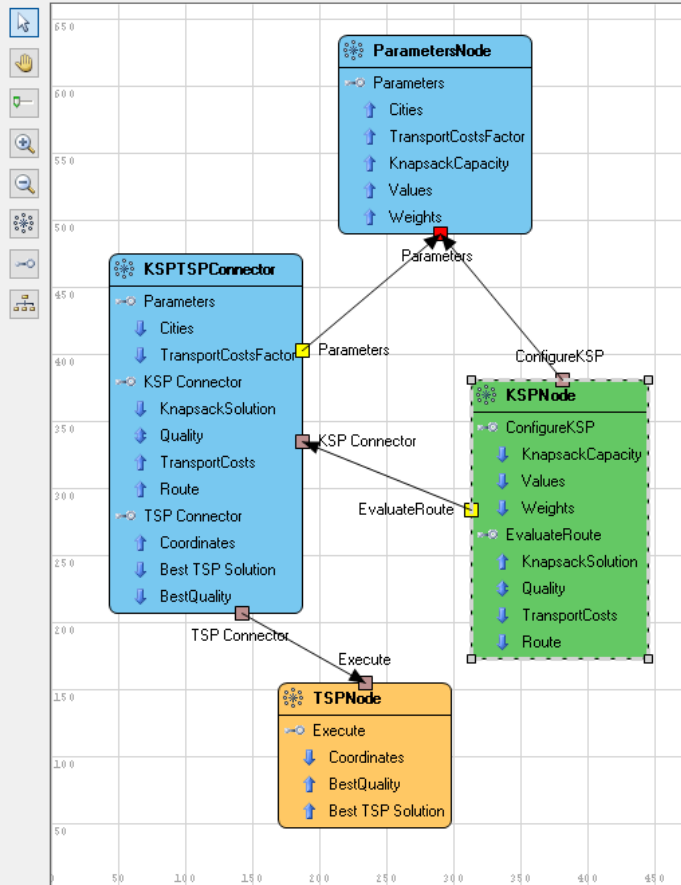 650
600
550
500
450
400
350
300
250
200
150
100
50
50
100
150
200
250
300
350
400
450
ParametersNode
Parameters
Cities
TransportCostsFactor
KnapsackCapacity
Values
Weights
Parameters
KSPTSPConnector
Parameters
Cities
TransportCostsFactor
KSP Connector
KnapsackSolution
Quality
TransportCosts
Route
TSP Connector
Coordinates
Best TSP Solution
BestQuality
Parameters
KSP Connector
TSP Connector
ConfigureKSP
KSPNode
ConfigureKSP
KnapsackCapacity
Values
Weights
EvaluateRoute
KnapsackSolution
Quality
TransportCosts
Route
EvaluateRoute
Execute
TSPNode
Execute
Coordinates
BestQuality
Best TSP Solution